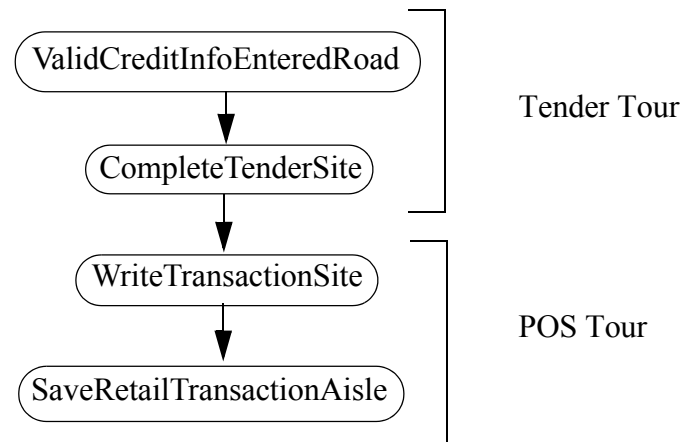 ValidCreditInfoEnteredRoad
Tender Tour
CompleteTenderSite
WriteTransactionSite
POS Tour
SaveRetailTransactionAisle